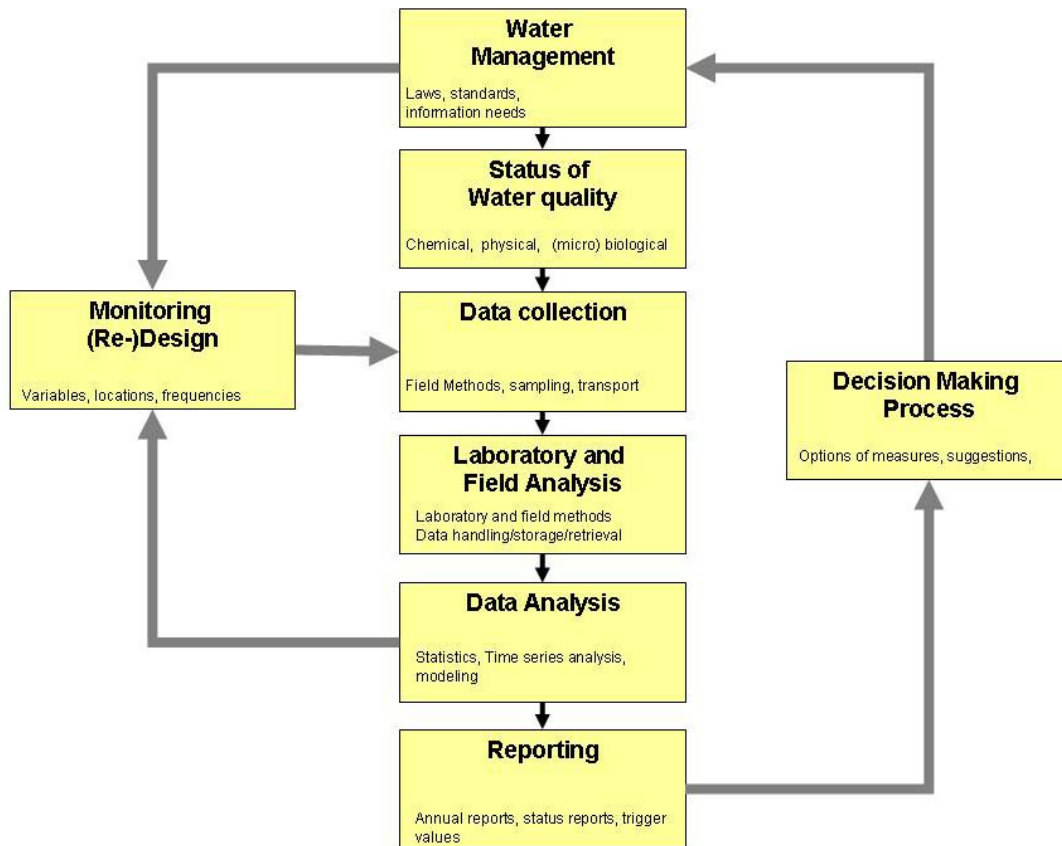 Water
Management
Laws, standards,
information needs
Status of
Water quality
Chemical, physical, (micro) biological
Monitoring
(Re-)Design
Variables, locations, frequencies
Data collection
Field Methods, sampling, transport
Decision Making
Process
Options of measures, suggestions,
Laboratory and
Field Analysis
Laboratory and field methods
Data handling/storage/retrieval
Data Analysis
Statistics, Time series analysis,
modeling
Reporting
Annual reports, status reports, trigger
values